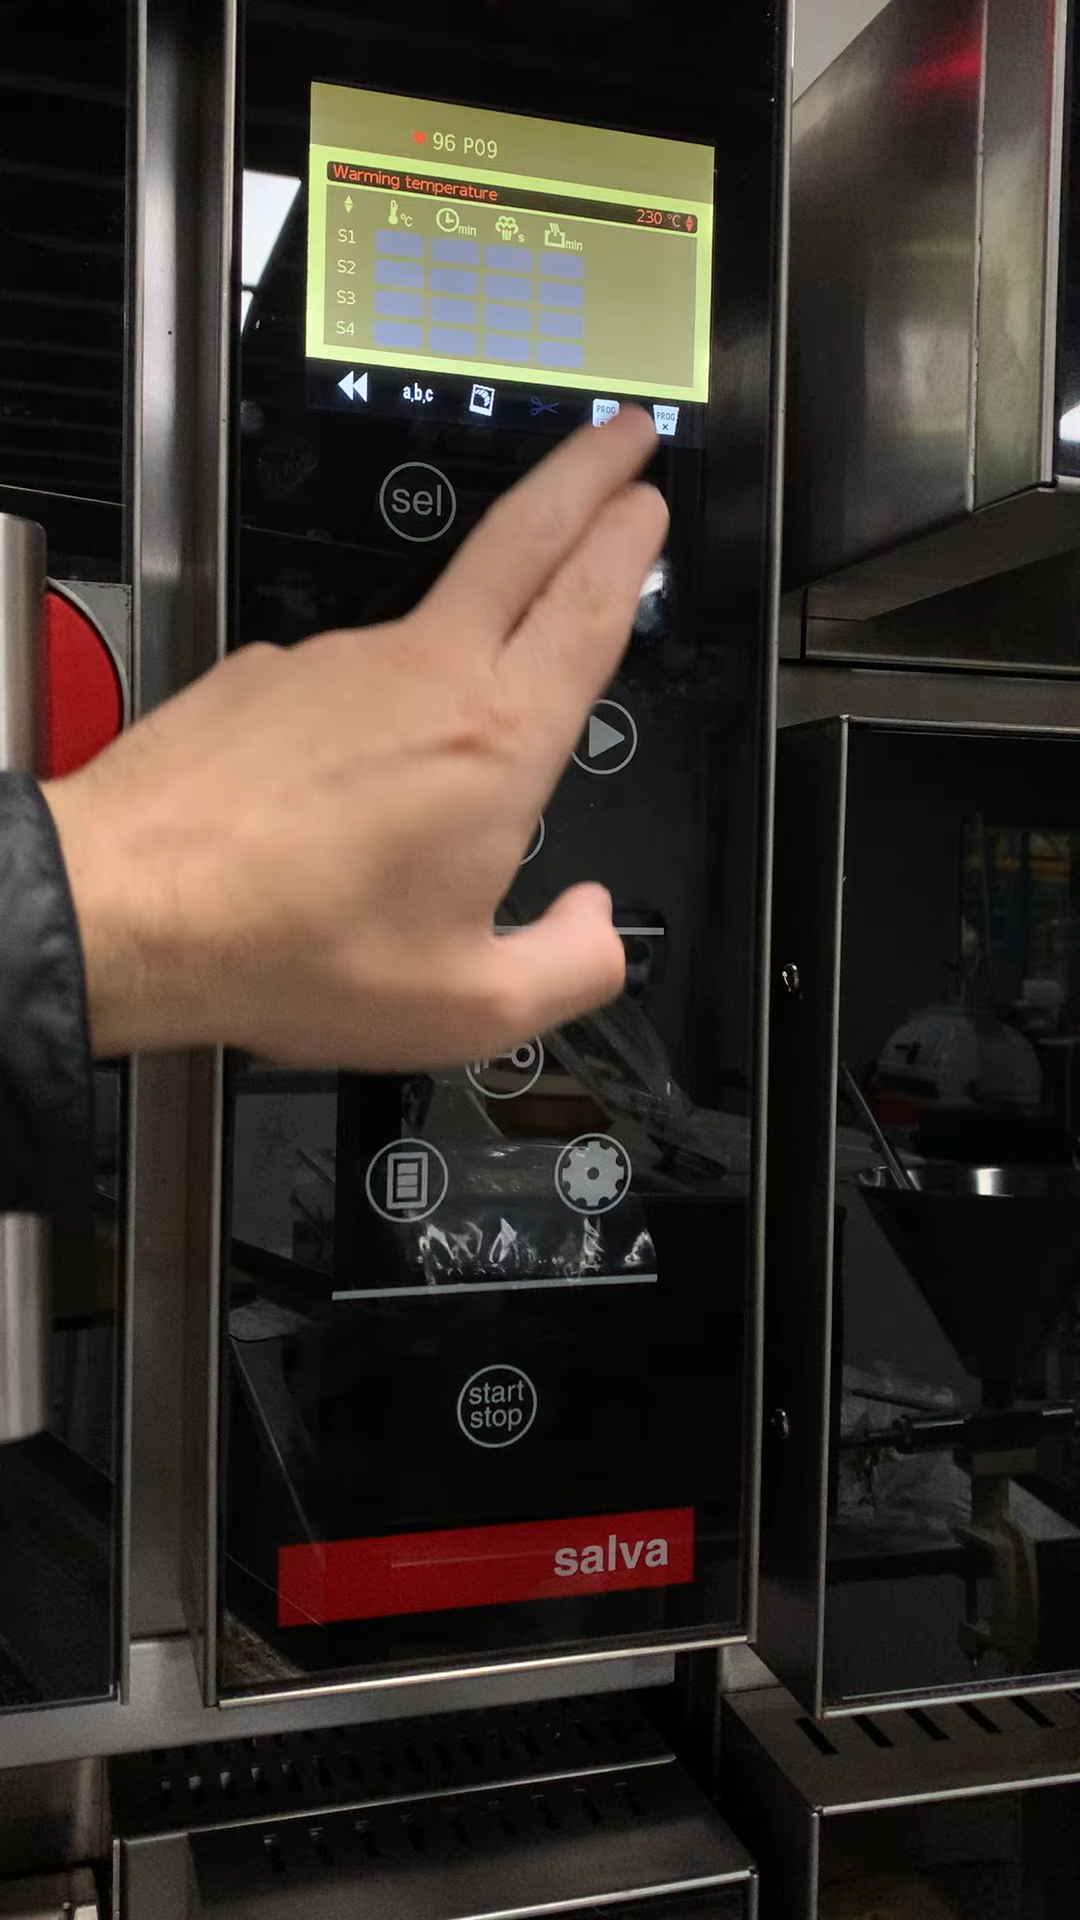 96 P09
Warming temperature 230 °C
°C min s min
S1
S2
S3
S4
a,b,c PROG PROG
sel
start
stop
salva